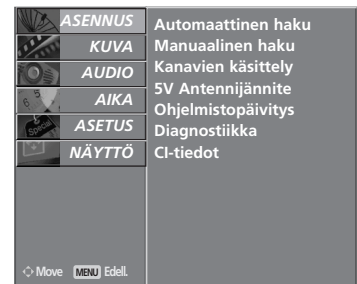 ASENNUS
KUVA
AUDIO
AIKA
ASETUS
NÄYTTÖ
Automaattinen haku
Manuaalinen haku
Kanavien käsittely
5V Antennijännite
Ohjelmistopäivitys
Diagnostiikka
CI-tiedot
Move MENU Edell.